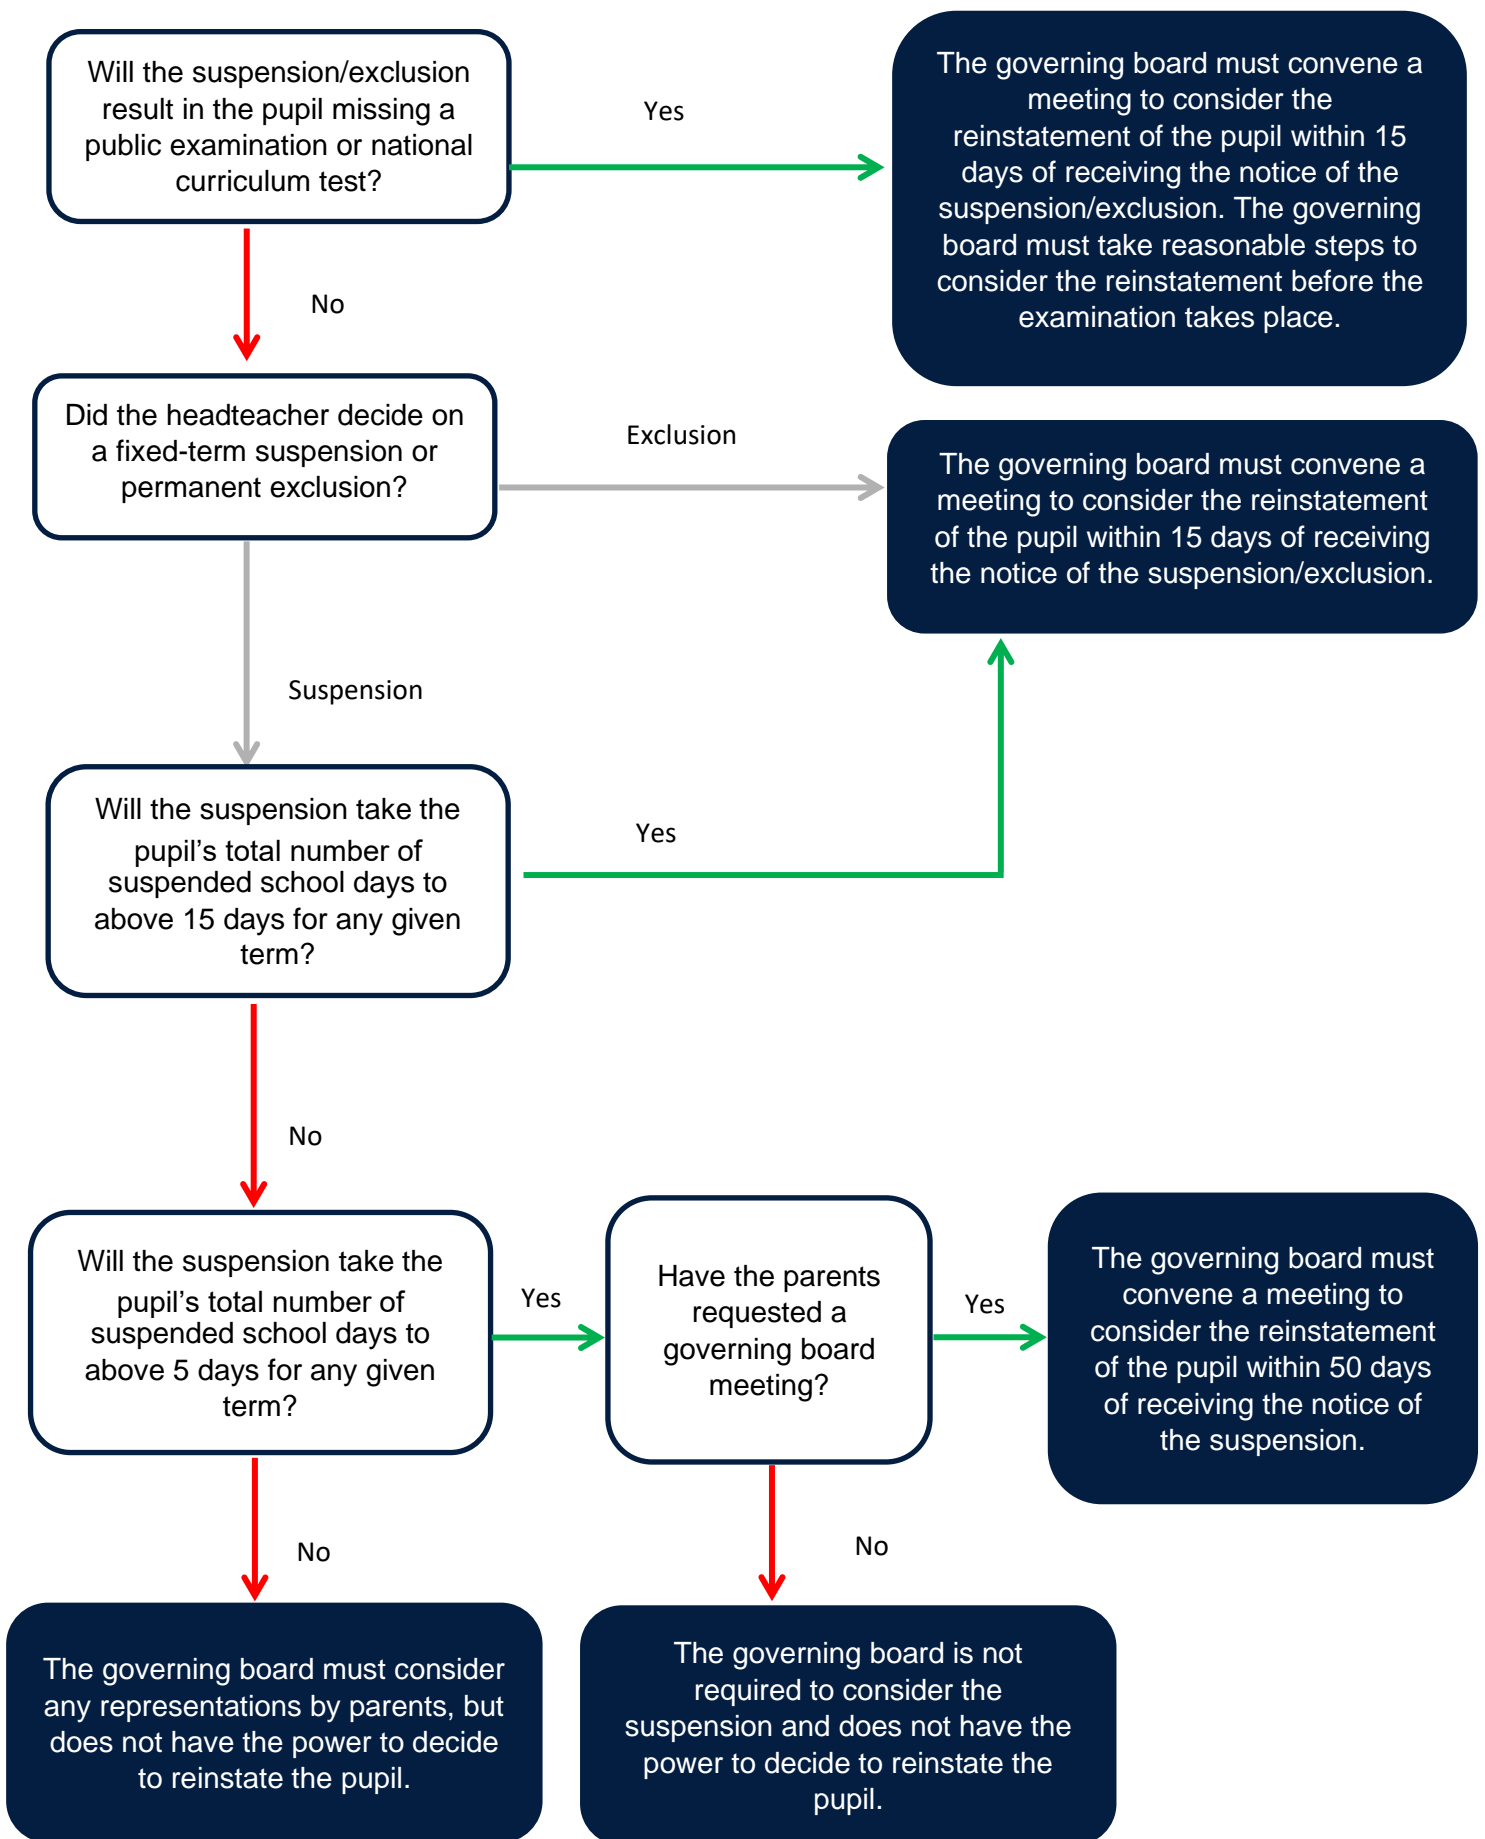 Will the suspension/exclusion
result in the pupil missing a
public examination or national
curriculum test?
Yes
The governing board must convene a
meeting to consider the
reinstatement of the pupil within 15
days of receiving the notice of the
suspension/exclusion. The governing
board must take reasonable steps to
consider the reinstatement before the
examination takes place.
No
Did the headteacher decide on
a fixed-term suspension or
permanent exclusion?
Exclusion
The governing board must convene a
meeting to consider the reinstatement
of the pupil within 15 days of receiving
the notice of the suspension/exclusion.
Suspension
Will the suspension take the
pupil’s total number of
suspended school days to
above 15 days for any given
term?
Yes
No
Will the suspension take the
pupil’s total number of
suspended school days to
above 5 days for any given
term?
Yes
Have the parents
requested a
governing board
meeting?
Yes
The governing board must
convene a meeting to
consider the reinstatement
of the pupil within 50 days
of receiving the notice of
the suspension.
No
No
The governing board must consider
any representations by parents, but
does not have the power to decide
to reinstate the pupil.
The governing board is not
required to consider the
suspension and does not have the
power to decide to reinstate the
pupil.